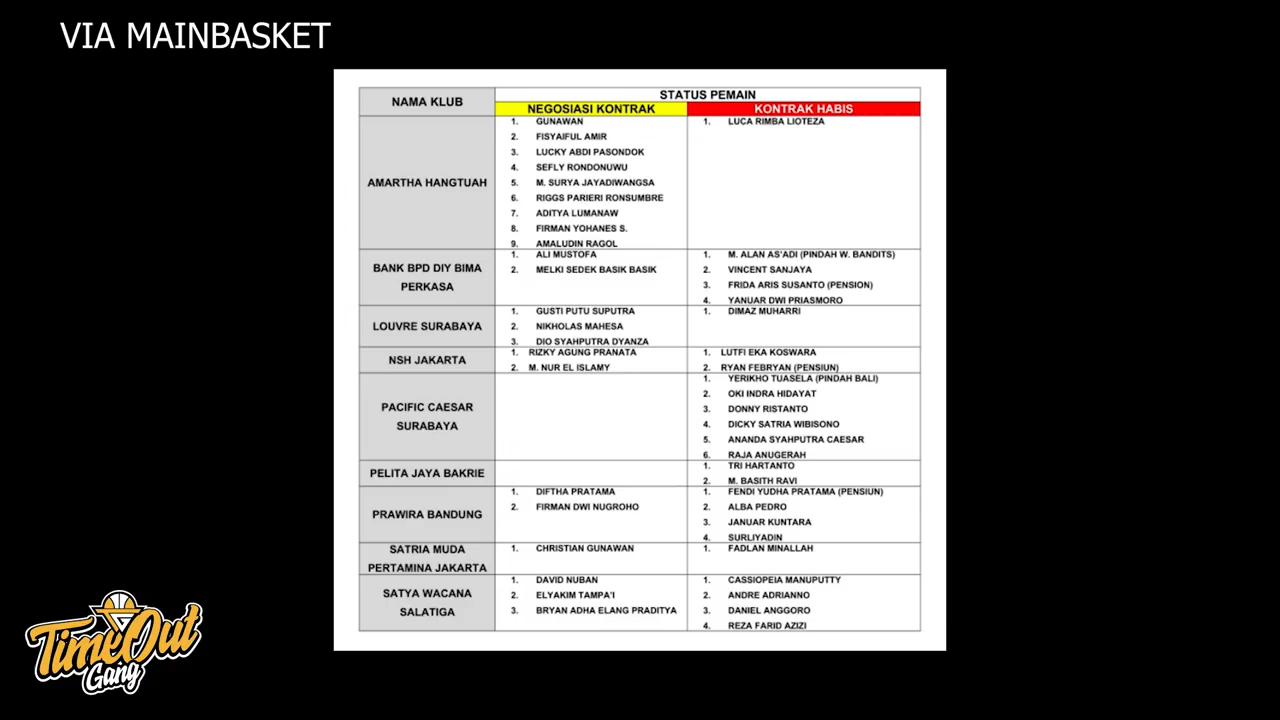 VIA MAINBASKET
NAMA KLUB
STATUS PEMAIN
NEGOSIASI KONTRAK
KONTRAK HABIS
AMARTHA HANGTUAH
1. GUNAWAN
2. FISYAIFUL AMIR
3. LUCKY ABDI PASONDOK
4. SEFLY RONDONUWU
5. M. SURYA JAYADIWANGSA
6. RIGGS PARIERI RONSUMBRE
7. ADITYA LUMANAW
8. FIRMAN YOHANES S.
9. AMALUDIN RAGOL
1. LUCA RIMBA LIOTEZA
BANK BPD DIY BIMA
PERKASA
1. ALI MUSTOFA
2. MELKI SEDEK BASIK BASIK
1. M. ALAN AS'ADI (PINDAH W. BANDITS)
2. VINCENT SANJAYA
3. FRIDA ARIS SUSANTO (PENSION)
4. YANUAR DWI PRIASMORO
LOUVRE SURABAYA
1. GUSTI PUTU SUPUTRA
2. NIKHOLAS MAHESA
3. DIO SYAHPUTRA DYANZA
1. DIMAZ MUHARRI
NSH JAKARTA
1. RIZKY AGUNG PRANATA
2. M. NUR EL ISLAMY
1. LUTFI EKA KOSWARA
2. RYAN FEBRYAN (PENSIUN)
PACIFIC CAESAR
SURABAYA
1. YERIKHO TUASELA (PINDAH BALI)
2. OKI INDRA HIDAYAT
3. DONNY RISTANTO
4. DICKY SATRIA WIBISONO
5. ANANDA SYAHPUTRA CAESAR
6. RAJA ANUGERAH
PELITA JAYA BAKRIE
1. TRI HARTANTO
2. M. BASITH RAVI
PRAWIRA BANDUNG
1. DIFTHA PRATAMA
2. FIRMAN DWI NUGROHO
1. FENDI YUDHA PRATAMA (PENSIUN)
2. ALBA PEDRO
3. JANUAR KUNTARA
4. SURLIYADIN
SATRIA MUDA
PERTAMINA JAKARTA
1. CHRISTIAN GUNAWAN
1. FADLAN MINALLAH
SATYA WACANA
SALATIGA
1. DAVID NUBAN
2. ELYAKIM TAMPA'I
3. BRYAN ADHA ELANG PRADITYA
1. CASSIOPEIA MANUPUTTY
2. ANDRE ADRIANNO
3. DANIEL ANGGORO
4. REZA FARID AZIZI
TimeOut
Gang